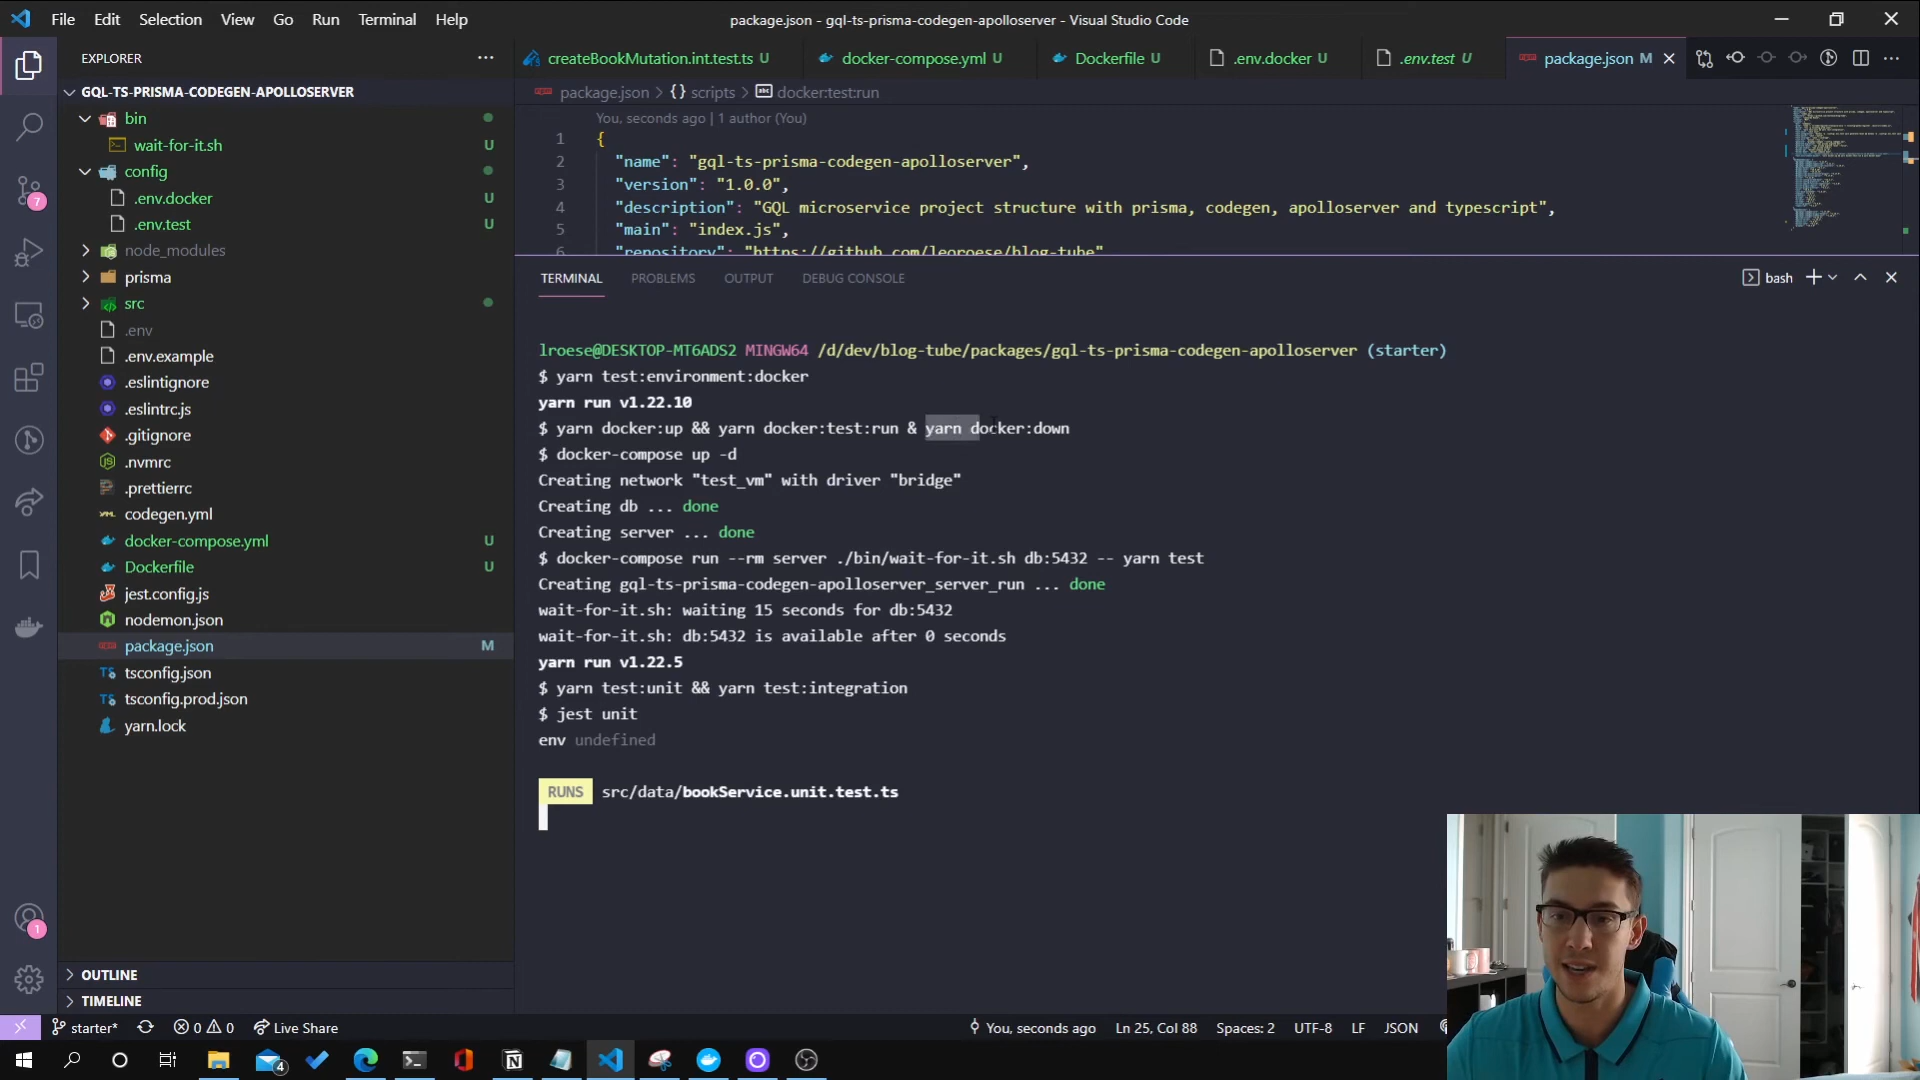 File Edit Selection View Go Run Terminal Help
package.json - gql-ts-prisma-codegen-apolloserver - Visual Studio Code
EXPLORER
createBookMutation.int.test.ts U
docker-compose.yml U
Dockerfile U
.env.docker U
.env.test U
package.json M
GQL-TS-PRISMA-CODEGEN-APOLLOSERVER
bin
wait-for-it.sh U
config
.env.docker U
.env.test U
node_modules
prisma
src
.env
.env.example
.eslintignore
.eslintrc.js
.gitignore
.nvmrc
.prettierrc
codegen.yml
docker-compose.yml U
Dockerfile U
jest.config.js
nodemon.json
package.json M
tsconfig.json
tsconfig.prod.json
yarn.lock
OUTLINE
TIMELINE
7
1
package.json > {} scripts > docker:test:run
You, seconds ago | 1 author (You)
1 {
2 "name": "gql-ts-prisma-codegen-apolloserver",
3 "version": "1.0.0",
4 "description": "GQL microservice project structure with prisma, codegen, apolloserver and typescript",
5 "main": "index.js",
6 "repository": "https://github.com/leoroese/blog-tube"
TERMINAL PROBLEMS OUTPUT DEBUG CONSOLE
bash
lroese@DESKTOP-MT6ADS2 MINGW64 /d/dev/blog-tube/packages/gql-ts-prisma-codegen-apolloserver (starter)
$ yarn test:environment:docker
yarn run v1.22.10
$ yarn docker:up && yarn docker:test:run & yarn docker:down
$ docker-compose up -d
Creating network "test_vm" with driver "bridge"
Creating db ... done
Creating server ... done
$ docker-compose run --rm server ./bin/wait-for-it.sh db:5432 -- yarn test
Creating gql-ts-prisma-codegen-apolloserver_server_run ... done
wait-for-it.sh: waiting 15 seconds for db:5432
wait-for-it.sh: db:5432 is available after 0 seconds
yarn run v1.22.5
$ yarn test:unit && yarn test:integration
$ jest unit
env undefined
RUNS src/data/bookService.unit.test.ts
starter* 0 0 Live Share
You, seconds ago Ln 25, Col 88 Spaces: 2 UTF-8 LF JSON
4